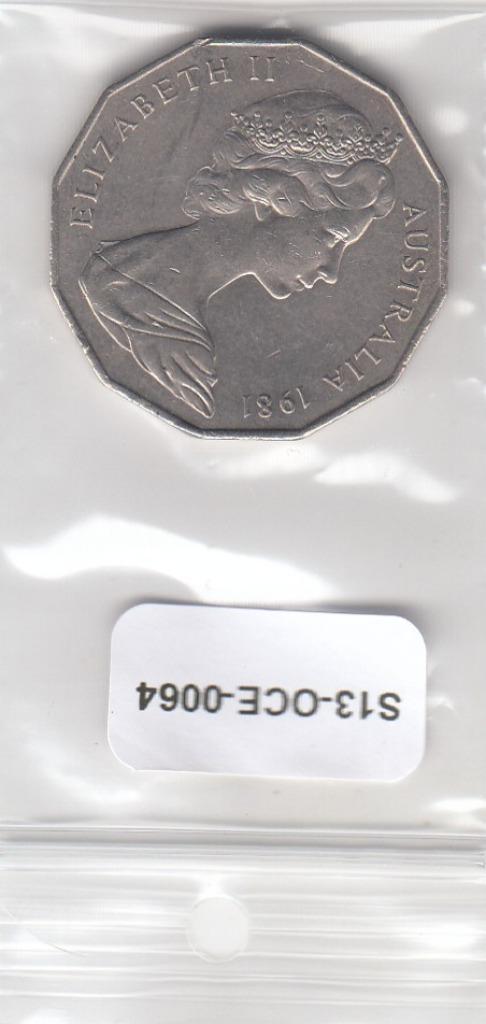 ELIZABETH II
AUSTRALIA 1981
S13-OCE-0064